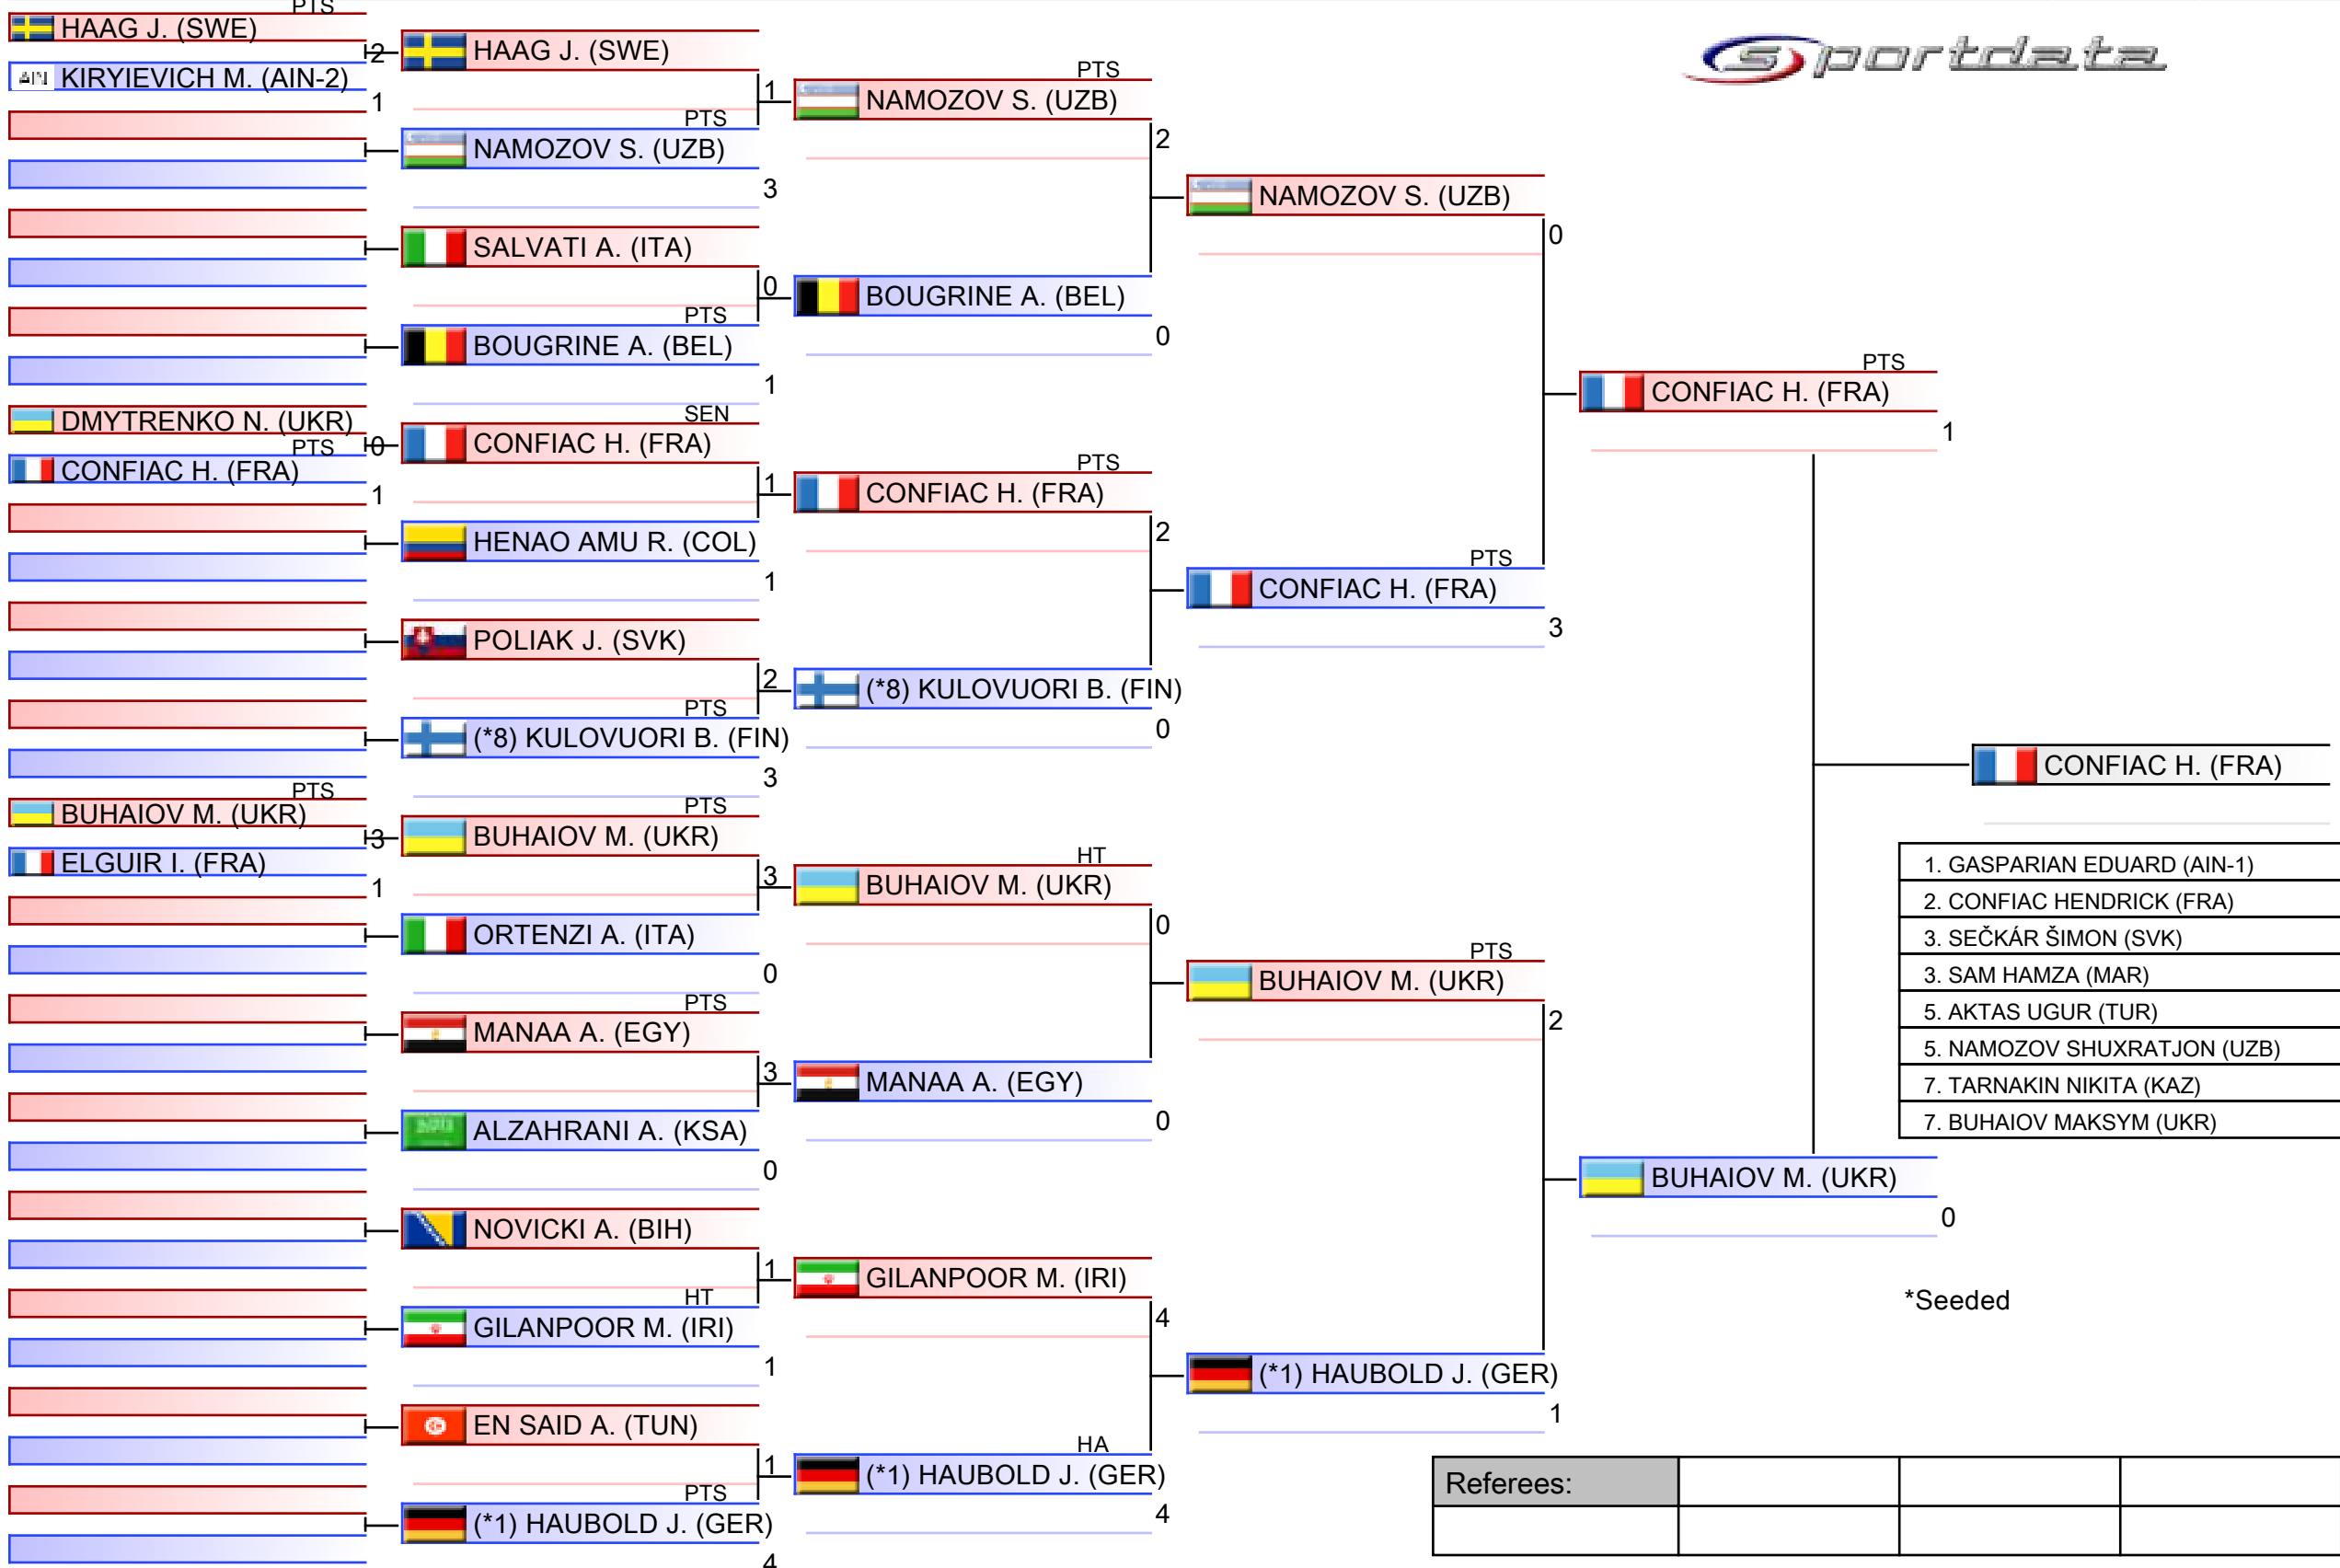 PTS
HAAG J. (SWE)
2
AIN KIRYIEVICH M. (AIN-2)
1
DMYTRENKO N. (UKR)
0
PTS
CONFIAC H. (FRA)
1
PTS
BUHAIOV M. (UKR)
3
ELGUIR I. (FRA)
1
HAAG J. (SWE)
1
PTS
NAMOZOV S. (UZB)
3
SALVATI A. (ITA)
0
PTS
BOUGRINE A. (BEL)
1
SEN
CONFIAC H. (FRA)
1
HENAO AMU R. (COL)
1
POLIAK J. (SVK)
2
PTS
(*8) KULOVUORI B. (FIN)
3
PTS
BUHAIOV M. (UKR)
3
ORTENZI A. (ITA)
0
PTS
MANAA A. (EGY)
3
ALZAHRANI A. (KSA)
0
NOVICKI A. (BIH)
1
HT
GILANPOOR M. (IRI)
1
EN SAID A. (TUN)
1
PTS
(*1) HAUBOLD J. (GER)
4
PTS
NAMOZOV S. (UZB)
2
BOUGRINE A. (BEL)
0
PTS
CONFIAC H. (FRA)
2
(*8) KULOVUORI B. (FIN)
0
HT
BUHAIOV M. (UKR)
0
MANAA A. (EGY)
0
GILANPOOR M. (IRI)
4
HA
(*1) HAUBOLD J. (GER)
4
NAMOZOV S. (UZB)
0
PTS
CONFIAC H. (FRA)
3
PTS
BUHAIOV M. (UKR)
2
(*1) HAUBOLD J. (GER)
1
PTS
CONFIAC H. (FRA)
1
BUHAIOV M. (UKR)
0
sportdata
CONFIAC H. (FRA)
1. GASPARIAN EDUARD (AIN-1)
2. CONFIAC HENDRICK (FRA)
3. SEČKÁR ŠIMON (SVK)
3. SAM HAMZA (MAR)
5. AKTAS UGUR (TUR)
5. NAMOZOV SHUXRATJON (UZB)
7. TARNAKIN NIKITA (KAZ)
7. BUHAIOV MAKSYM (UKR)
*Seeded
Referees: